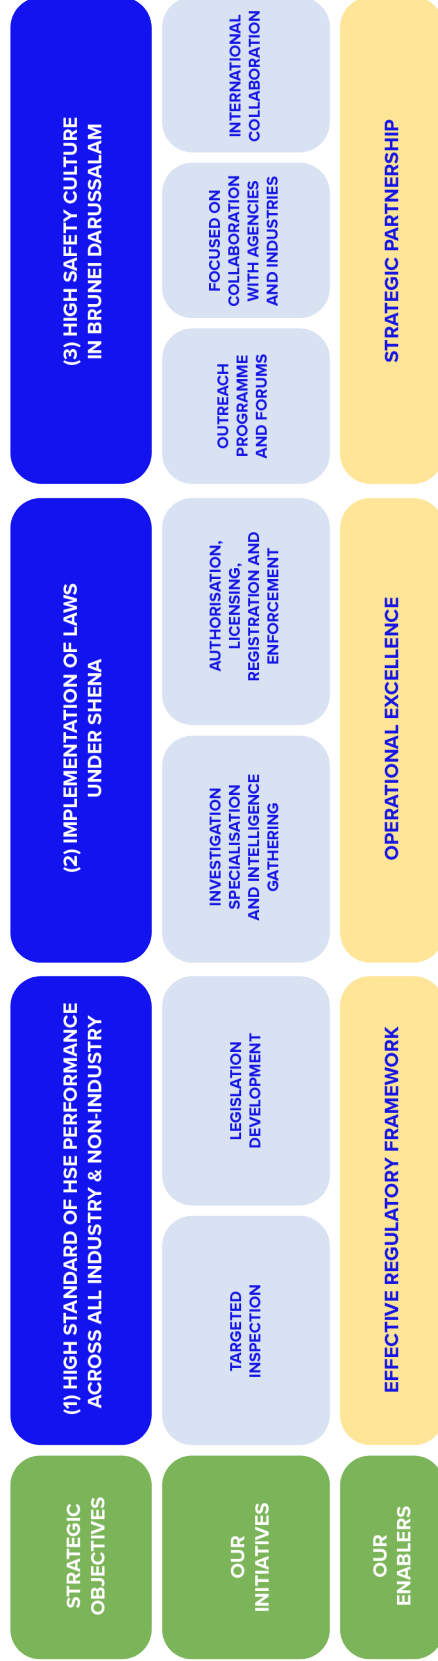 STRATEGIC
OBJECTIVES
(1) HIGH STANDARD OF HSE PERFORMANCE
ACROSS ALL INDUSTRY & NON-INDUSTRY
(2) IMPLEMENTATION OF LAWS
UNDER SHENA
(3) HIGH SAFETY CULTURE
IN BRUNEI DARUSSALAM
OUR
INITIATIVES
TARGETED
INSPECTION
LEGISLATION
DEVELOPMENT
INVESTIGATION
SPECIALISATION
AND INTELLIGENCE
GATHERING
AUTHORISATION,
LICENSING,
REGISTRATION AND
ENFORCEMENT
OUTREACH
PROGRAMME
AND FORUMS
FOCUSED ON
COLLABORATION
WITH AGENCIES
AND INDUSTRIES
INTERNATIONAL
COLLABORATION
OUR
ENABLERS
EFFECTIVE REGULATORY FRAMEWORK
OPERATIONAL EXCELLENCE
STRATEGIC PARTNERSHIP